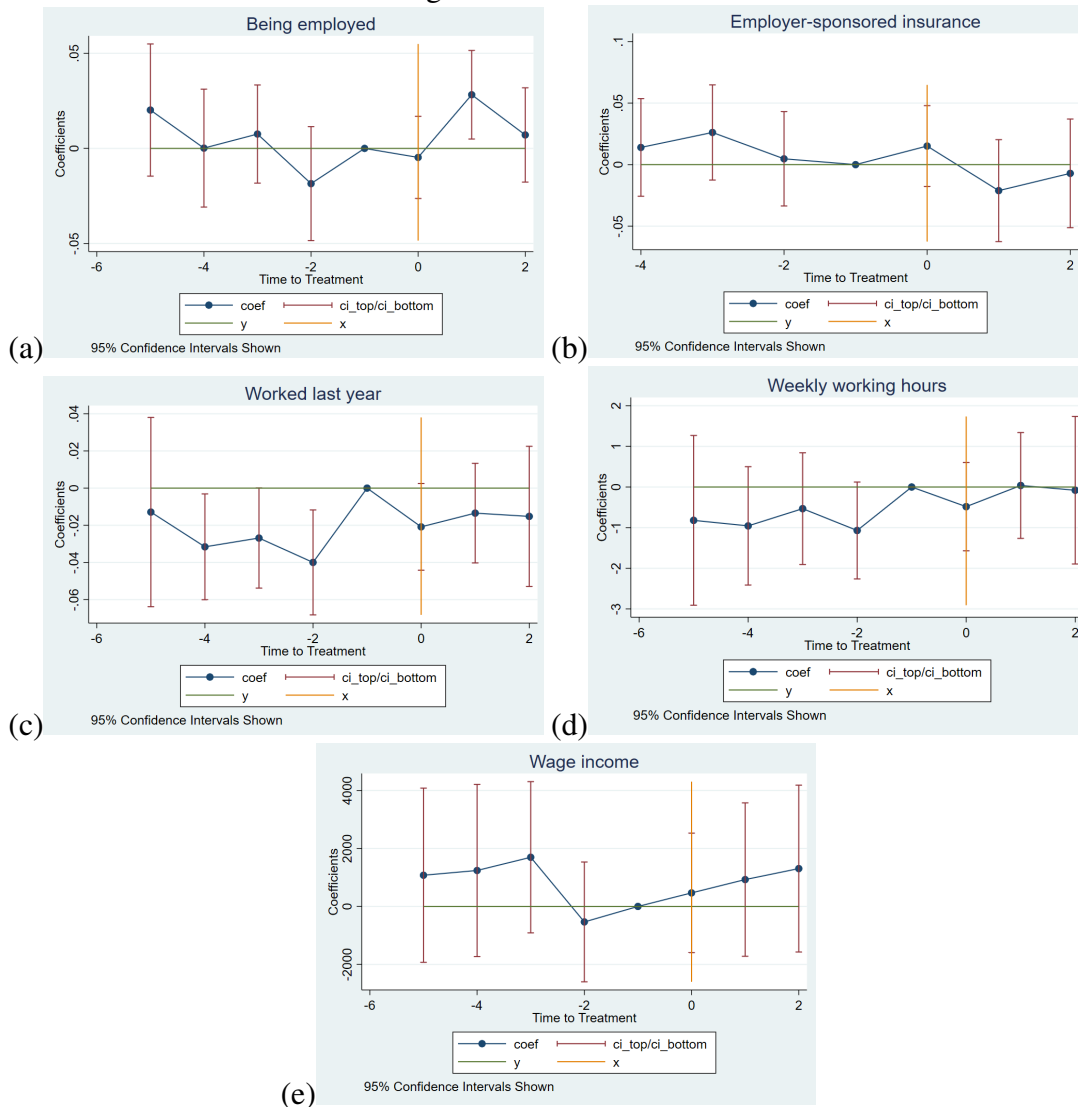 Being employed
Coefficients
.05
0
-.05
-6
-4
-2
0
2
Time to Treatment
coef
ci_top/ci_bottom
y
x
95% Confidence Intervals Shown
(a)
Employer-sponsored insurance
Coefficients
.1
.05
0
-.05
-4
-2
0
2
Time to Treatment
coef
ci_top/ci_bottom
y
x
95% Confidence Intervals Shown
(b)
Worked last year
Coefficients
.04
.02
0
-.02
-.04
-.06
-6
-4
-2
0
2
Time to Treatment
coef
ci_top/ci_bottom
y
x
95% Confidence Intervals Shown
(c)
Weekly working hours
Coefficients
2
1
0
-1
-2
-3
-6
-4
-2
0
2
Time to Treatment
coef
ci_top/ci_bottom
y
x
95% Confidence Intervals Shown
(d)
Wage income
Coefficients
4000
2000
0
-2000
-6
-4
-2
0
2
Time to Treatment
coef
ci_top/ci_bottom
y
x
95% Confidence Intervals Shown
(e)